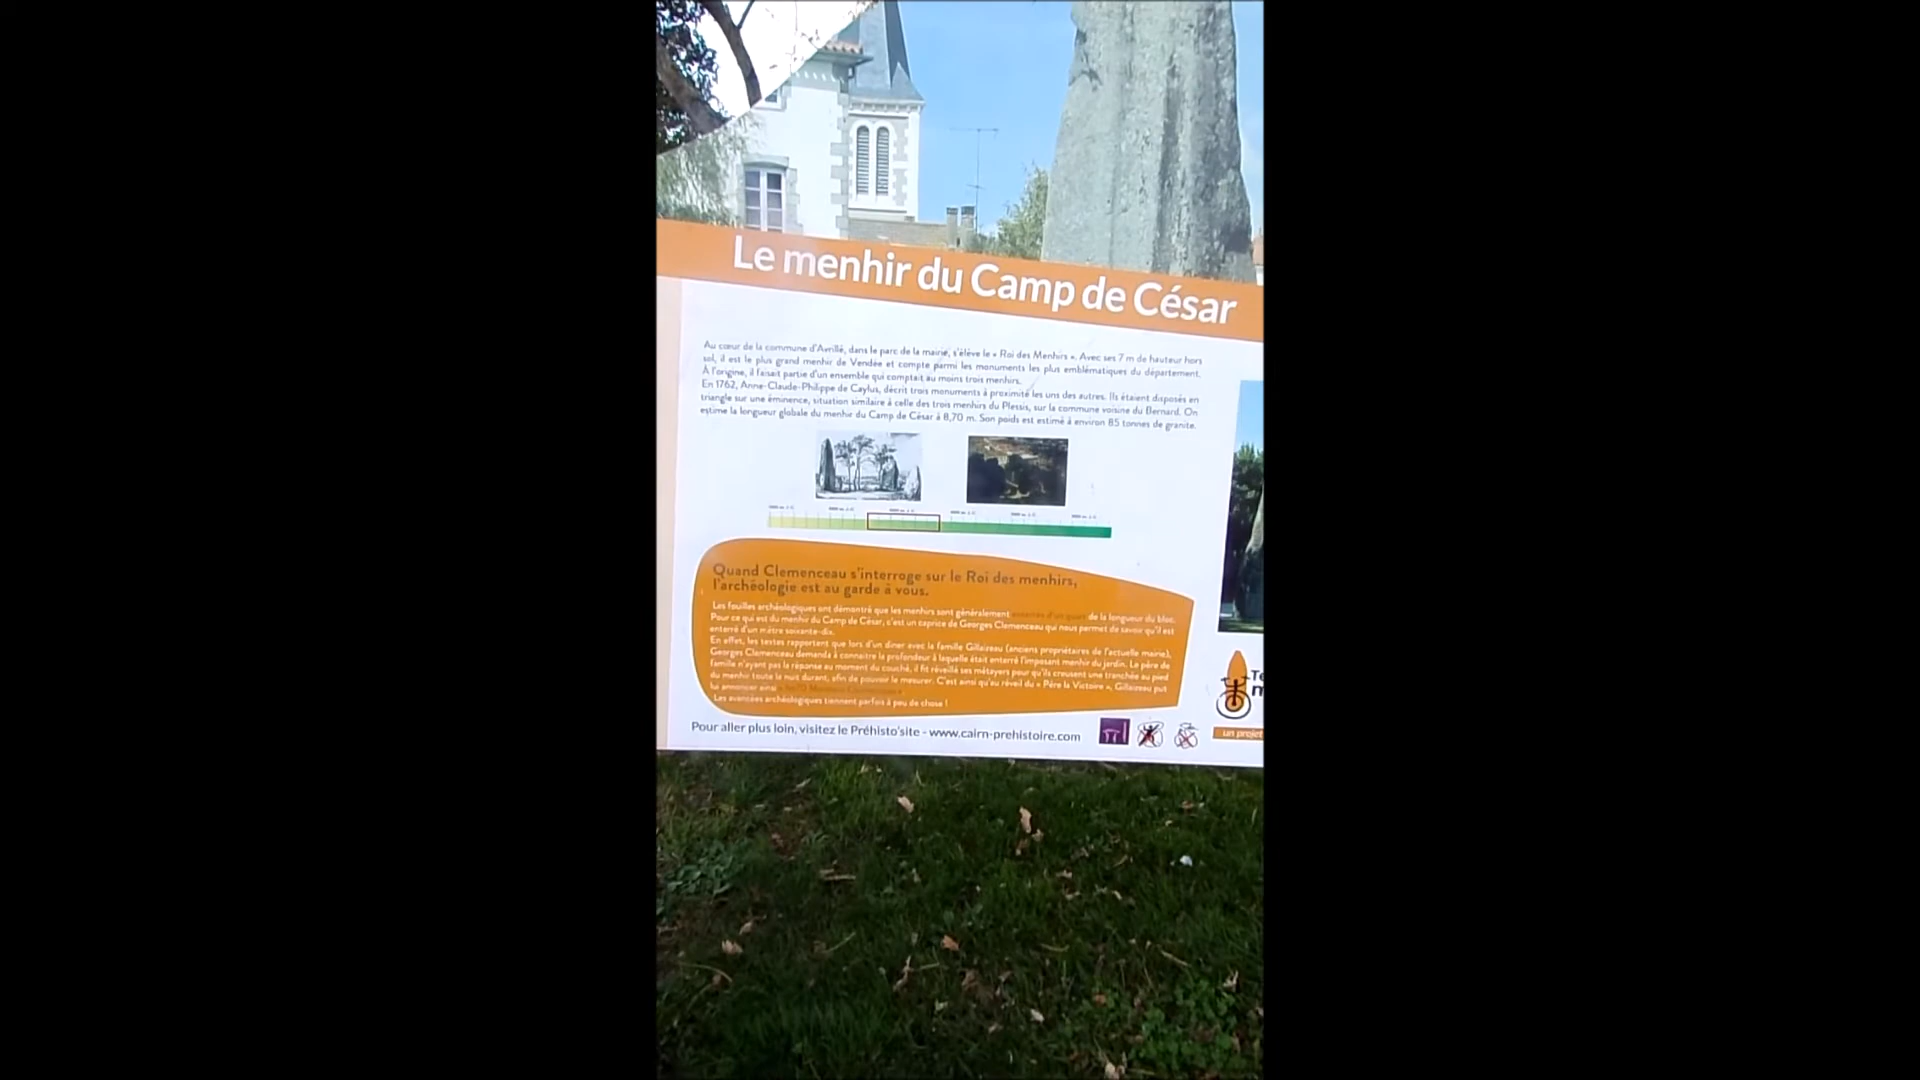 Le menhir du Camp de César
Au cœur de la commune d'Avrillé, dans le parc de la mairie, s'élève le « Roi des Menhirs ». Avec ses 7 m de hauteur hors
sol, il est le plus grand menhir de Vendée et compte parmi les monuments les plus emblématiques du département.
À l'origine, il faisait partie d'un ensemble qui comptait au moins trois menhirs.
En 1762, Anne-Claude-Philippe de Caylus, décrit trois monuments à proximité les uns des autres. Ils étaient disposés en
triangle sur une éminence, situation similaire à celle des trois menhirs du Plessis, sur la commune voisine du Bernard. On
estime la longueur globale du menhir du Camp de César à 8,70 m. Son poids est estimé à environ 85 tonnes de granite.
Quand Clemenceau s'interroge sur le Roi des menhirs,
l'archéologie est au garde à vous.
Les fouilles archéologiques ont démontré que les menhirs sont généralement enterrés d'un quart de la longueur du bloc.
Pour ce qui est du menhir du Camp de César, c'est un caprice de Georges Clemenceau qui nous permet de savoir qu'il est
enterré d'un mètre soixante-dix.
En effet, les textes rapportent que lors d'un dîner avec la famille Gillaizeau (anciens propriétaires de l'actuelle mairie),
Georges Clemenceau demanda à connaître la profondeur à laquelle était enterré l'imposant menhir du jardin. Le père de
famille n'ayant pas la réponse au moment du couché, il fit réveillé ses métayers pour qu'ils creusent une tranchée au pied
du menhir toute la nuit durant, afin de pouvoir le mesurer. C'est ainsi qu'au réveil du « Père la Victoire », Gillaizeau put
lui annoncer ainsi
Les avancées archéologiques tiennent parfois à peu de chose !
Pour aller plus loin, visitez le Préhisto'site - www.cairn-prehistoire.com
Te
m
un projet